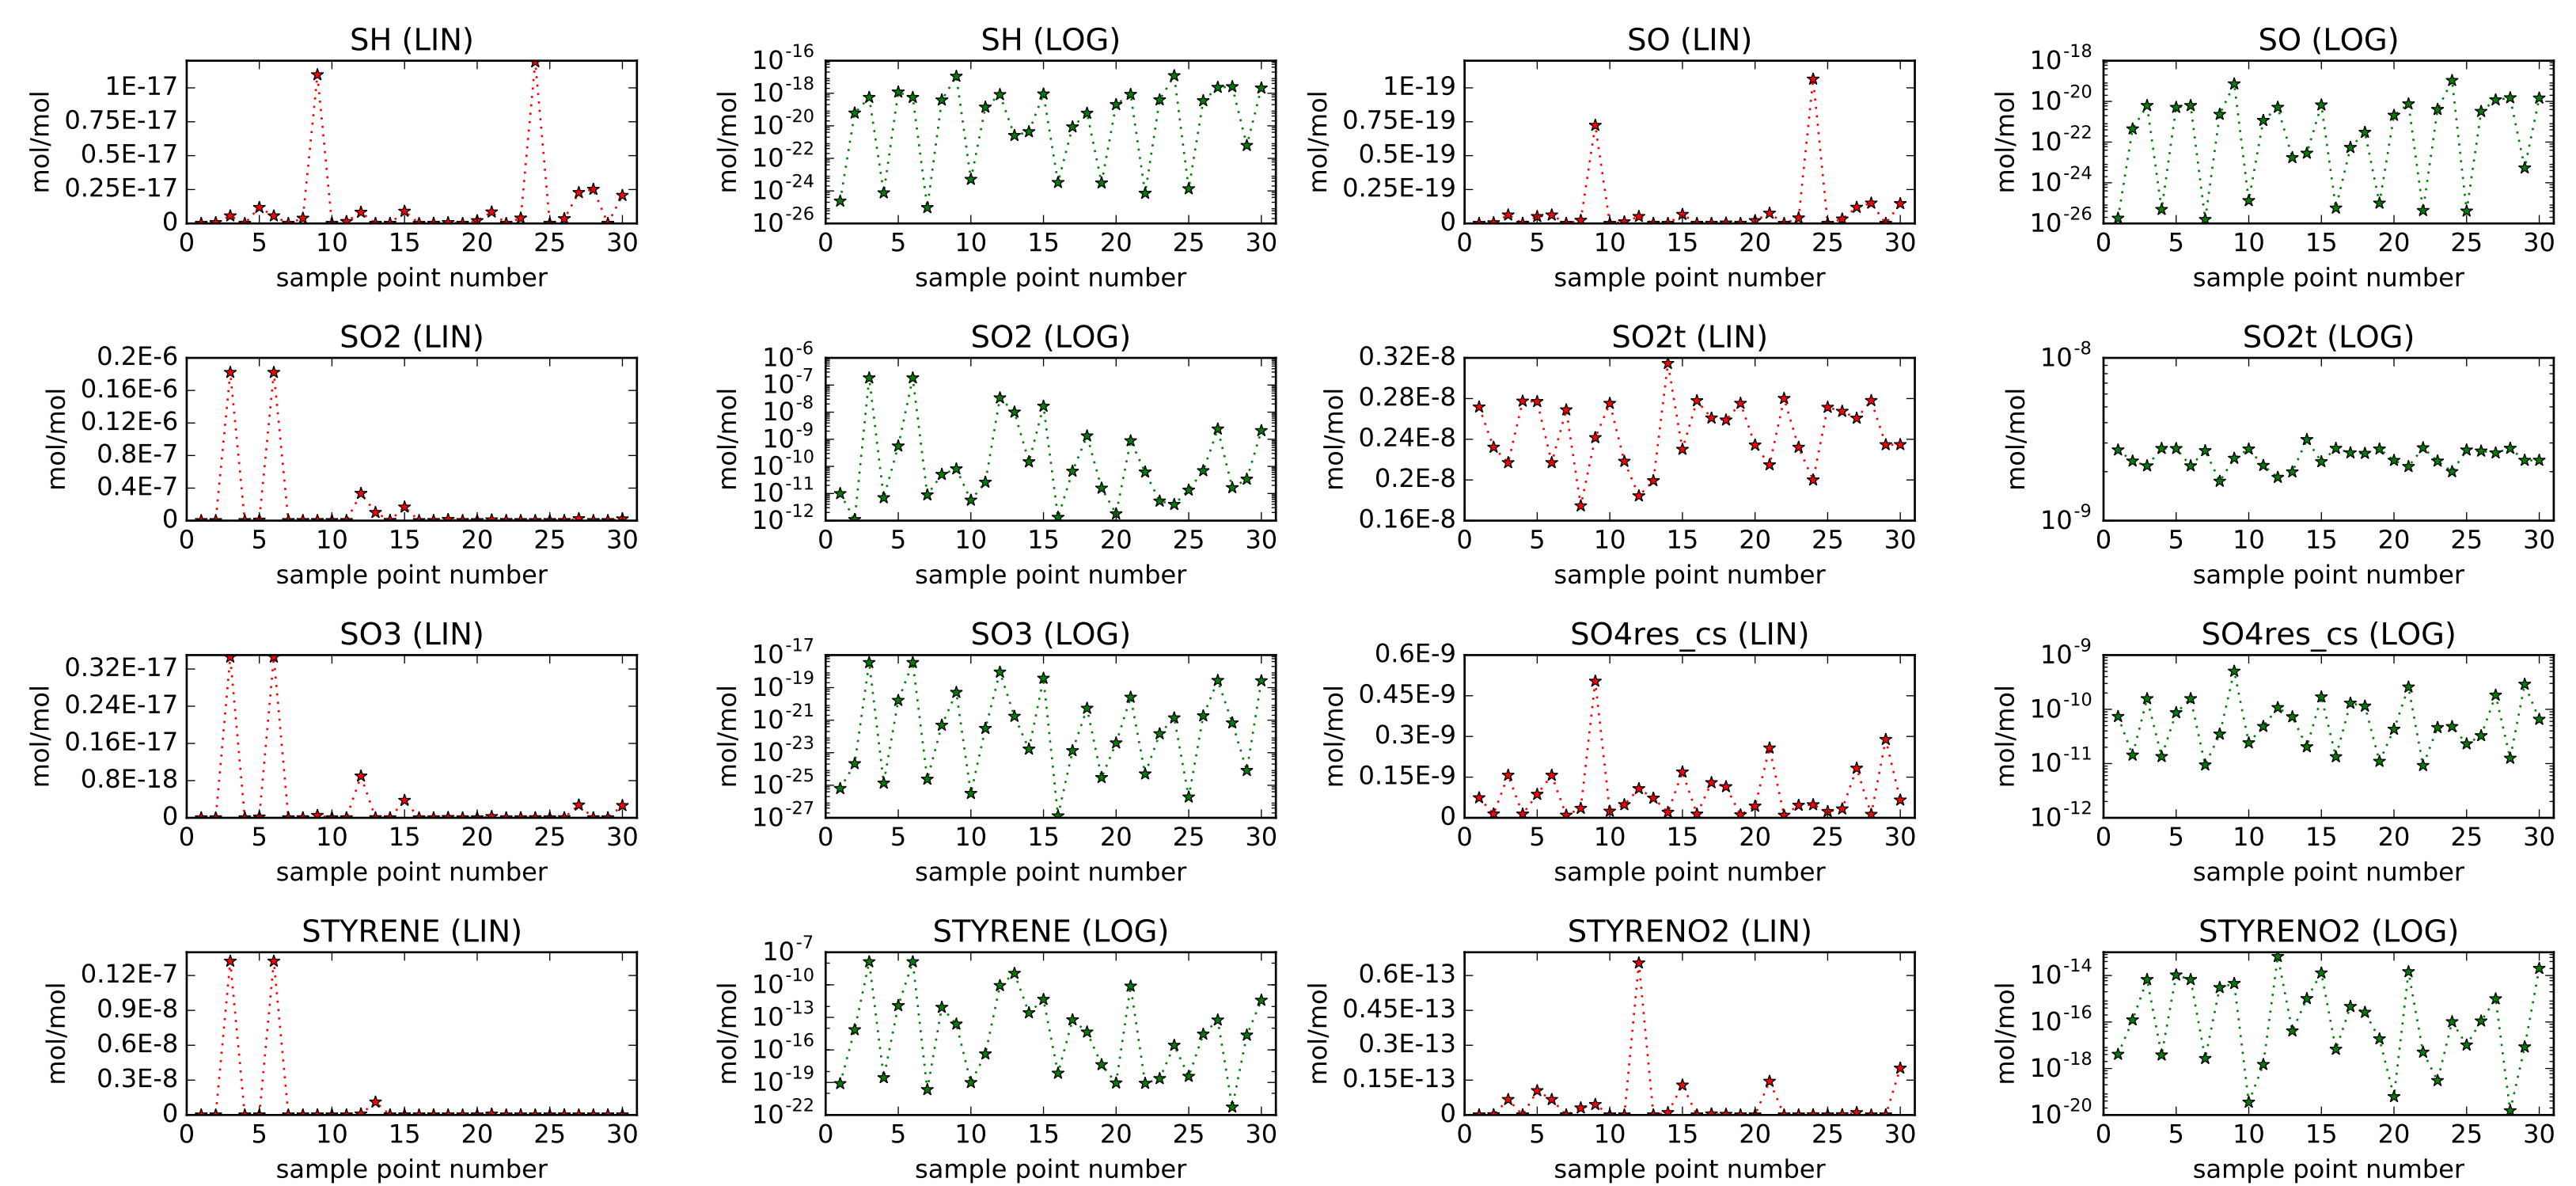 SH (LIN)
mol/mol
1E-17
0.75E-17
0.5E-17
0.25E-17
0
0 5 10 15 20 25 30
sample point number
SH (LOG)
mol/mol
10-16
10-18
10-20
10-22
10-24
10-26
0 5 10 15 20 25 30
sample point number
SO (LIN)
mol/mol
1E-19
0.75E-19
0.5E-19
0.25E-19
0
0 5 10 15 20 25 30
sample point number
SO (LOG)
mol/mol
10-18
10-20
10-22
10-24
10-26
0 5 10 15 20 25 30
sample point number
SO2 (LIN)
mol/mol
0.2E-6
0.16E-6
0.12E-6
0.8E-7
0.4E-7
0
0 5 10 15 20 25 30
sample point number
SO2 (LOG)
mol/mol
10-6
10-7
10-8
10-9
10-10
10-11
10-12
0 5 10 15 20 25 30
sample point number
SO2t (LIN)
mol/mol
0.32E-8
0.28E-8
0.24E-8
0.2E-8
0.16E-8
0 5 10 15 20 25 30
sample point number
SO2t (LOG)
mol/mol
10-8
10-9
0 5 10 15 20 25 30
sample point number
SO3 (LIN)
mol/mol
0.32E-17
0.24E-17
0.16E-17
0.8E-18
0
0 5 10 15 20 25 30
sample point number
SO3 (LOG)
mol/mol
10-17
10-19
10-21
10-23
10-25
10-27
0 5 10 15 20 25 30
sample point number
SO4res_cs (LIN)
mol/mol
0.6E-9
0.45E-9
0.3E-9
0.15E-9
0
0 5 10 15 20 25 30
sample point number
SO4res_cs (LOG)
mol/mol
10-9
10-10
10-11
10-12
0 5 10 15 20 25 30
sample point number
STYRENE (LIN)
mol/mol
0.12E-7
0.9E-8
0.6E-8
0.3E-8
0
0 5 10 15 20 25 30
sample point number
STYRENE (LOG)
mol/mol
10-7
10-10
10-13
10-16
10-19
10-22
0 5 10 15 20 25 30
sample point number
STYRENO2 (LIN)
mol/mol
0.6E-13
0.45E-13
0.3E-13
0.15E-13
0
0 5 10 15 20 25 30
sample point number
STYRENO2 (LOG)
mol/mol
10-14
10-16
10-18
10-20
0 5 10 15 20 25 30
sample point number